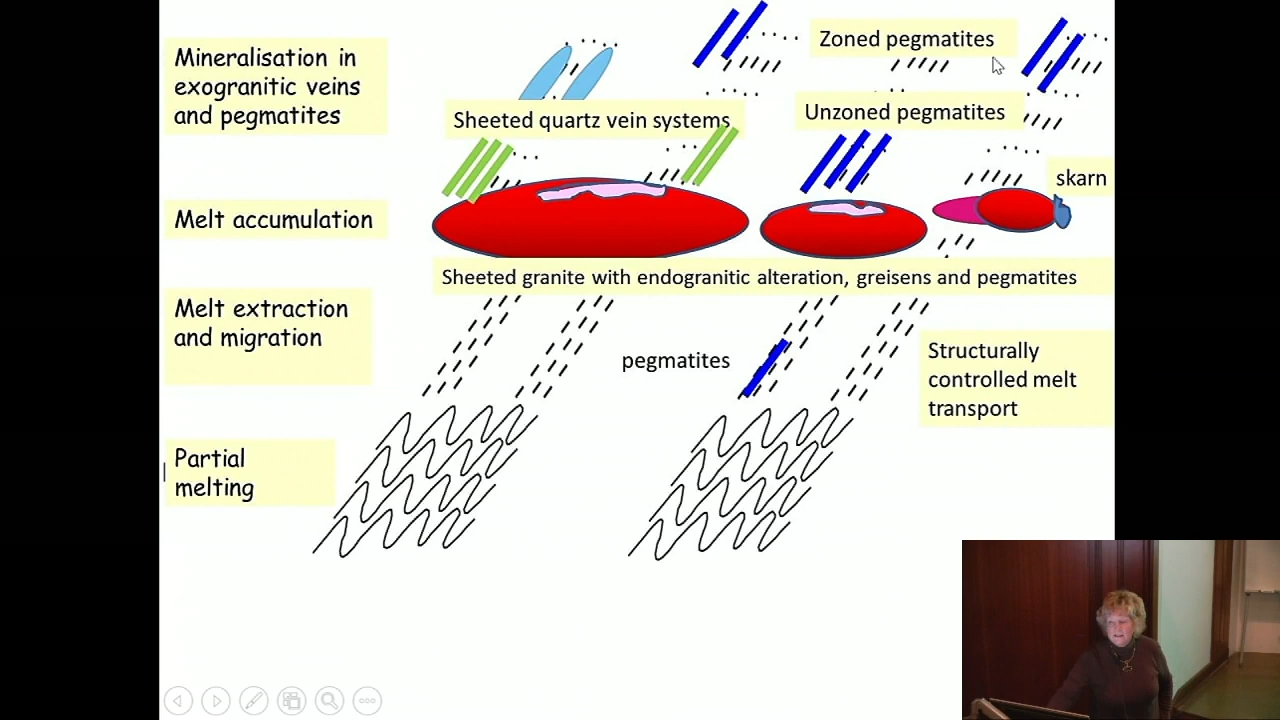 Mineralisation in
exogranitic veins
and pegmatites
Zoned pegmatites
Sheeted quartz vein systems
Unzoned pegmatites
skarn
Melt accumulation
Sheeted granite with endogranitic alteration, greisens and pegmatites
Melt extraction
and migration
pegmatites
Structurally
controlled melt
transport
Partial
melting